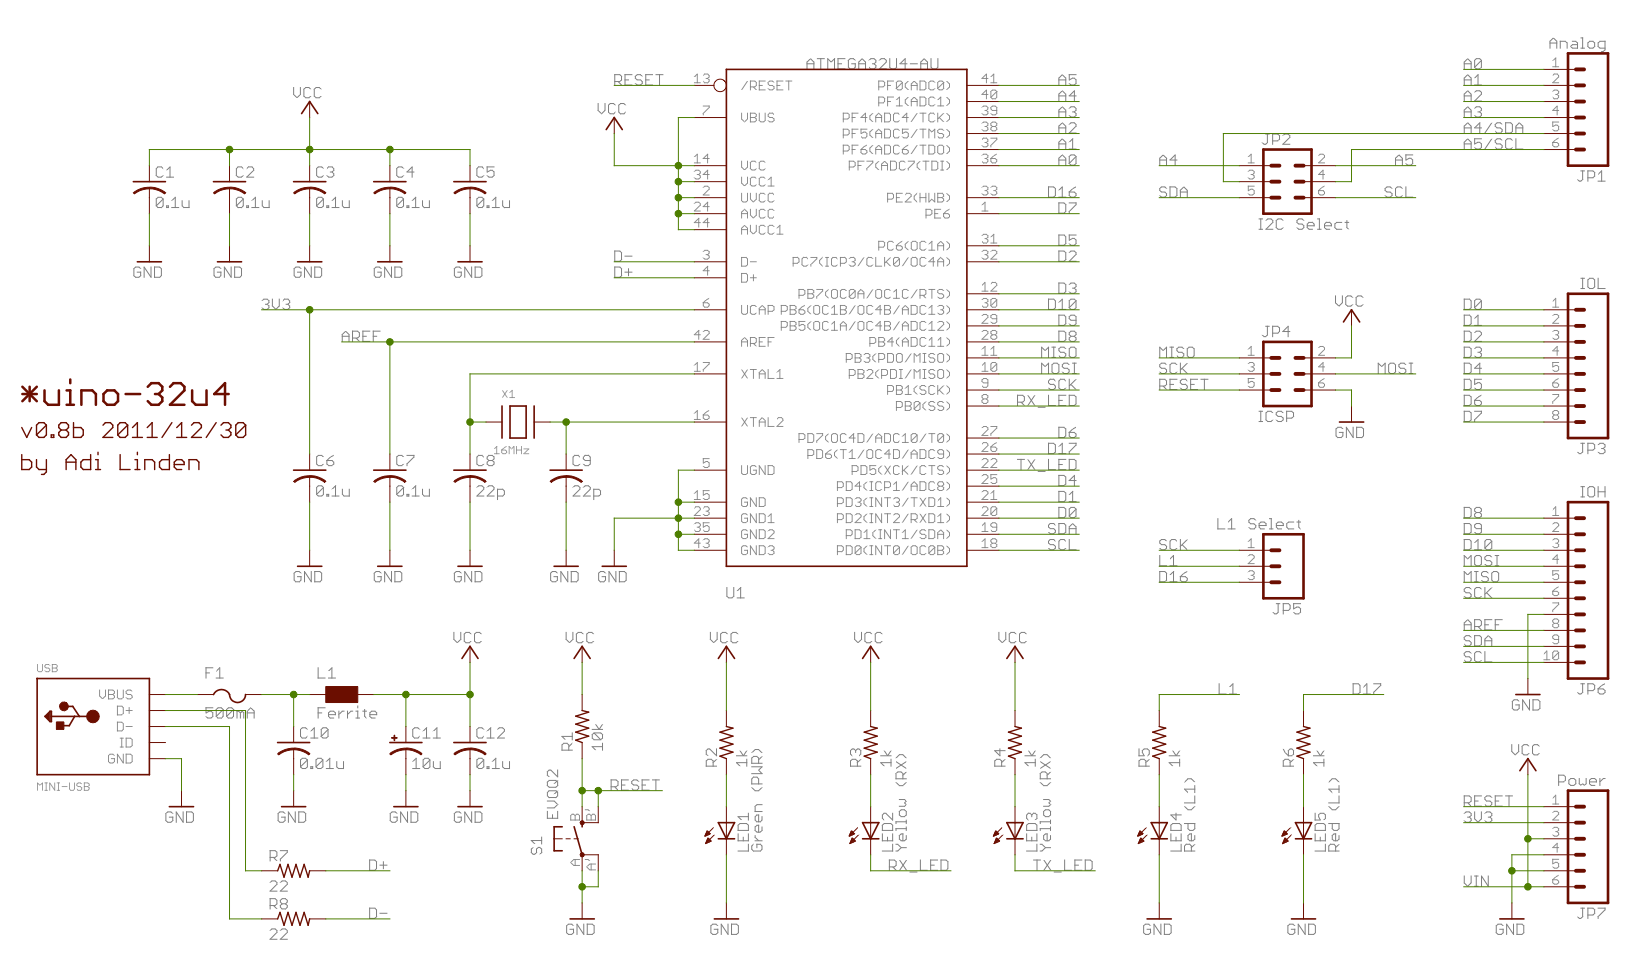 *uino-32u4
v0.8b 2011/12/30
by Adi Linden
VCC
C1
0.1u
GND
C2
0.1u
GND
C3
0.1u
GND
C4
0.1u
GND
C5
0.1u
GND
3V3
AREF
C6
0.1u
GND
C7
0.1u
GND
X1
16MHz
C8
22p
GND
C9
22p
GND
GND
ATMEGA32U4-AU
U1
RESET 13 /RESET
VCC
7 VBUS
14 VCC
34 VCC1
2 UVCC
24 AVCC
44 AVCC1
D- 3 D-
D+ 4 D+
6 UCAP
42 AREF
17 XTAL1
16 XTAL2
5 UGND
15 GND
23 GND1
35 GND2
43 GND3
PF0(ADC0) 41 A5
PF1(ADC1) 40 A4
PF4(ADC4/TCK) 39 A3
PF5(ADC5/TMS) 38 A2
PF6(ADC6/TDO) 37 A1
PF7(ADC7(TDI) 36 A0
PE2(HWB) 33 D16
PE6 1 D7
PC6(OC1A) 31 D5
PC7(ICP3/CLK0/OC4A) 32 D2
PB7(OC0A/OC1C/RTS) 12 D3
PB6(OC1B/OC4B/ADC13) 30 D10
PB5(OC1A/OC4B/ADC12) 29 D9
PB4(ADC11) 28 D8
PB3(PDO/MISO) 11 MISO
PB2(PDI/MISO) 10 MOSI
PB1(SCK) 9 SCK
PB0(SS) 8 RX_LED
PD7(OC4D/ADC10/T0) 27 D6
PD6(T1/OC4D/ADC9) 26 D17
PD5(XCK/CTS) 22 TX_LED
PD4(ICP1/ADC8) 25 D4
PD3(INT3/TXD1) 21 D1
PD2(INT2/RXD1) 20 D0
PD1(INT1/SDA) 19 SDA
PD0(INT0/OC0B) 18 SCL
JP2
A4 1 2 A5
3 4
SDA 5 6 SCL
I2C Select
JP4
VCC
MISO 1 2
SCK 3 4 MOSI
RESET 5 6
ICSP
GND
L1 Select
SCK 1
L1 2
D16 3
JP5
Analog
A0 1
A1 2
A2 3
A3 4
A4/SDA 5
A5/SCL 6
JP1
IOL
D0 1
D1 2
D2 3
D3 4
D4 5
D5 6
D6 7
D7 8
JP3
IOH
D8 1
D9 2
D10 3
MOSI 4
MISO 5
SCK 6
7
AREF 8
SDA 9
SCL 10
JP6
GND
VCC
Power
RESET 1
3V3 2
3
4
5
VIN 6
JP7
GND
USB
VBUS
D+
D-
ID
GND
MINI-USB
GND
F1
500mA
L1
Ferrite
VCC
C10
0.01u
GND
C11
10u
GND
C12
0.1u
GND
R7
22
D+
R8
22
D-
VCC
R1
10k
RESET
S1
EVQQ2
B
B'
A
A'
GND
VCC
R2
1k
LED1
Green (PWR)
GND
VCC
R3
1k
LED2
Yellow (RX)
RX_LED
VCC
R4
1k
LED3
Yellow (RX)
TX_LED
L1
R5
1k
LED4
Red (L1)
GND
D17
R6
1k
LED5
Red (L1)
GND